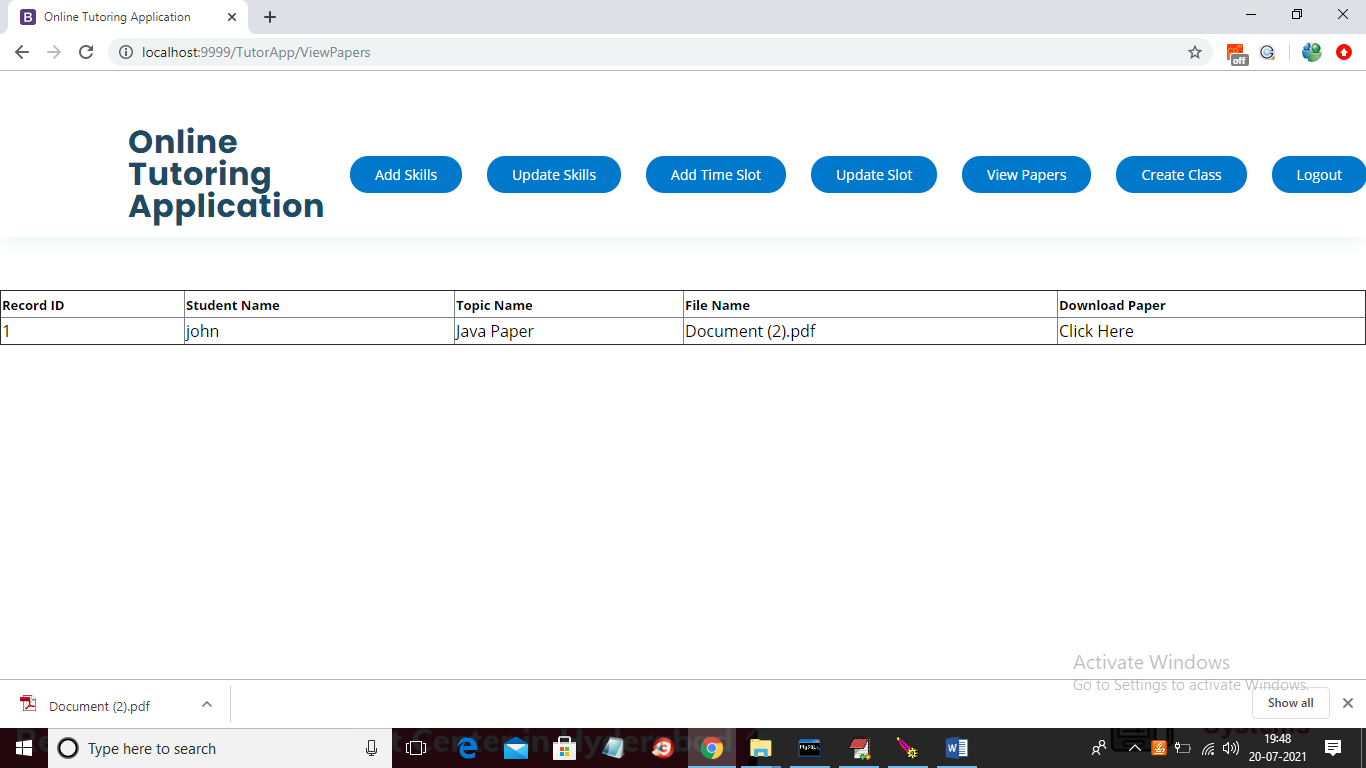 Online Tutoring Application
localhost:9999/TutorApp/ViewPapers
off
Online
Tutoring
Application
Add Skills Update Skills Add Time Slot Update Slot View Papers Create Class Logout
Record ID Student Name Topic Name File Name Download Paper
1 john Java Paper Document (2).pdf Click Here
Activate Windows
Go to Settings to activate Windows.
Document (2).pdf
Show all
Type here to search
MySQL
19:48
20-07-2021